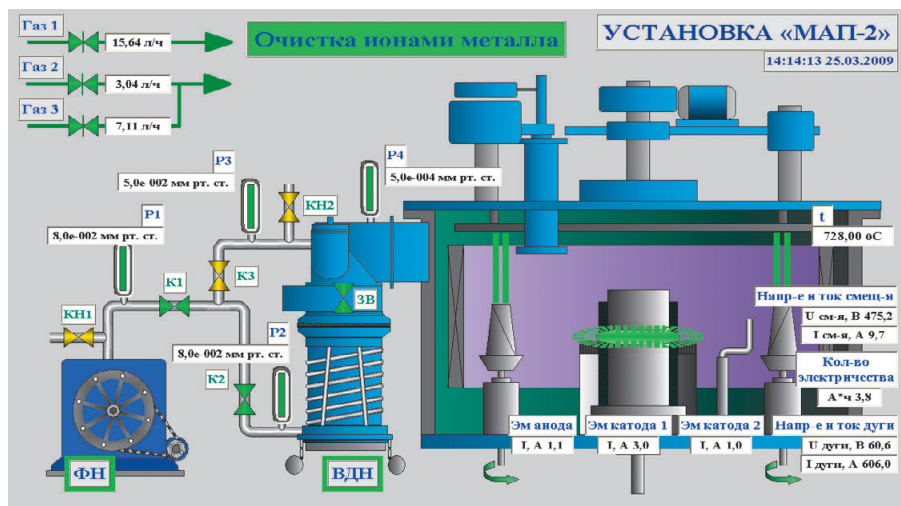 Газ 1
15,64 л/ч
Газ 2
3,04 л/ч
Газ 3
7,11 л/ч
Очистка ионами металла
УСТАНОВКА «МАП-2»
14:14:13 25.03.2009
P3
5,0e-002 мм рт. ст.
P4
5,0e-004 мм рт. ст.
КН2
P1
8,0e-002 мм рт. ст.
К1
К3
ЗВ
КН1
P2
8,0e-002 мм рт. ст.
К2
ФН
ВДН
t
728,00 oC
Напр-е и ток смещ-я
U см-я, В 475,2
I см-я, А 9,7
Кол-во
электричества
А*ч 3,8
Эм анода
I, А 1,1
Эм катода 1
I, А 3,0
Эм катода 2
I, А 1,0
Напр-е и ток дуги
U дуги, В 60,6
I дуги, А 606,0